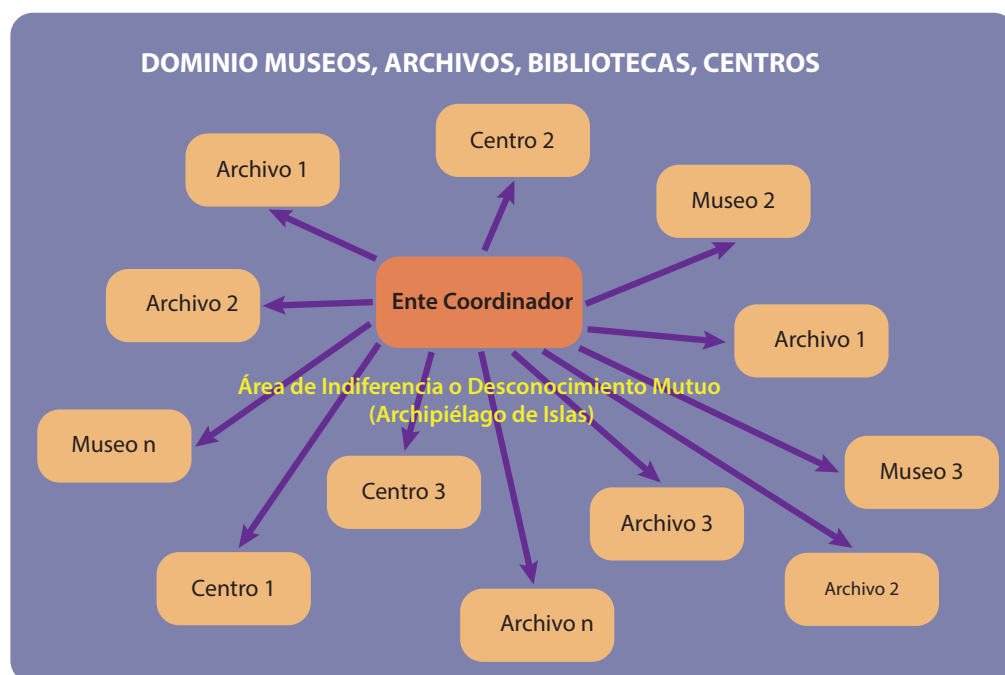 DOMINIO MUSEOS, ARCHIVOS, BIBLIOTECAS, CENTROS
Centro 2
Archivo 1
Museo 2
Archivo 2
Ente Coordinador
Archivo 1
Área de Indiferencia o Desconocimiento Mutuo
(Archipiélago de Islas)
Museo n
Museo 3
Centro 3
Archivo 3
Centro 1
Archivo 2
Archivo n